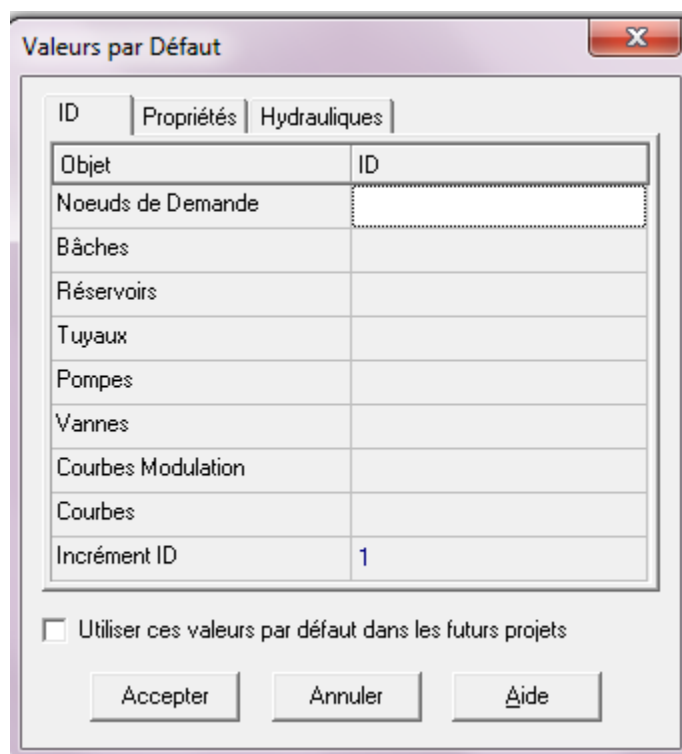 Valeurs par Défaut
ID Propriétés Hydrauliques
Objet ID
Noeuds de Demande
Bâches
Réservoirs
Tuyaux
Pompes
Vannes
Courbes Modulation
Courbes
Incrément ID 1
Utiliser ces valeurs par défaut dans les futurs projets
Accepter Annuler Aide